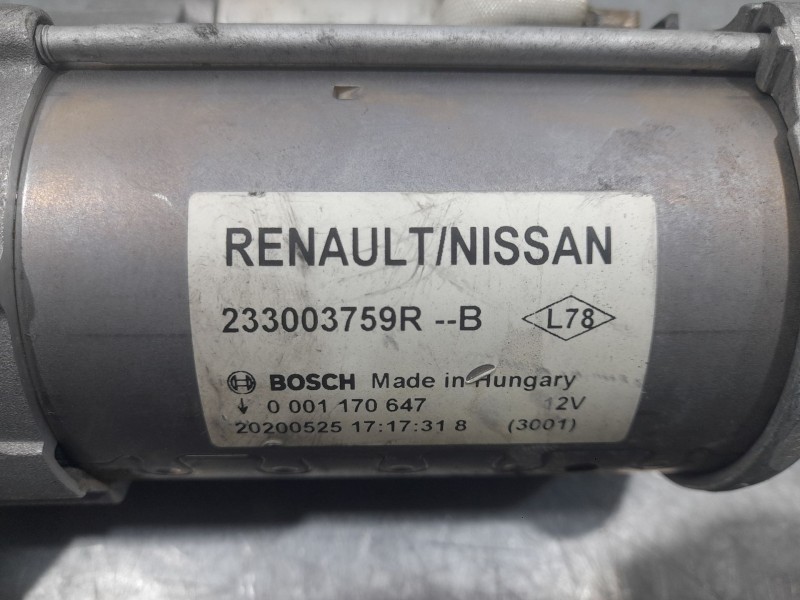 RENAULT/NISSAN
233003759R --B L78
BOSCH Made in Hungary
↓ 0 001 170 647 12V
20200525 17:17:31 8 (3001)